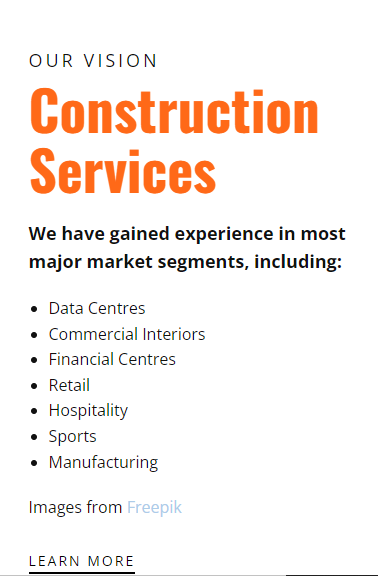 OUR VISION
Construction
Services
We have gained experience in most
major market segments, including:
• Data Centres
• Commercial Interiors
• Financial Centres
• Retail
• Hospitality
• Sports
• Manufacturing
Images from Freepik
LEARN MORE